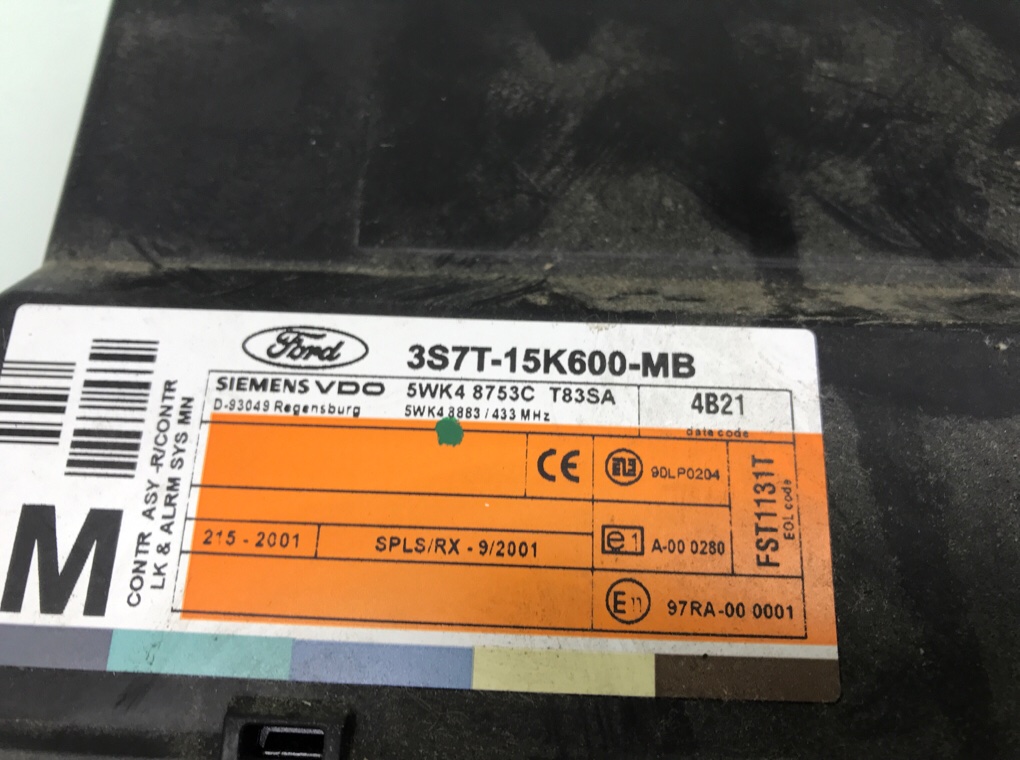 Ford
3S7T-15K600-MB
SIEMENS VDO
D-93049 Regensburg
5WK4 8753C T83SA
5WK4 8883 / 433 MHz
4B21
date code
CE
9DLP0204
FST1131T
EOL code
215 - 2001
SPLS/RX - 9/2001
e1
A-00 0280
E11
97RA-00 0001
M
CONTR ASY -R/CONTR
LK & ALRM SYS MN